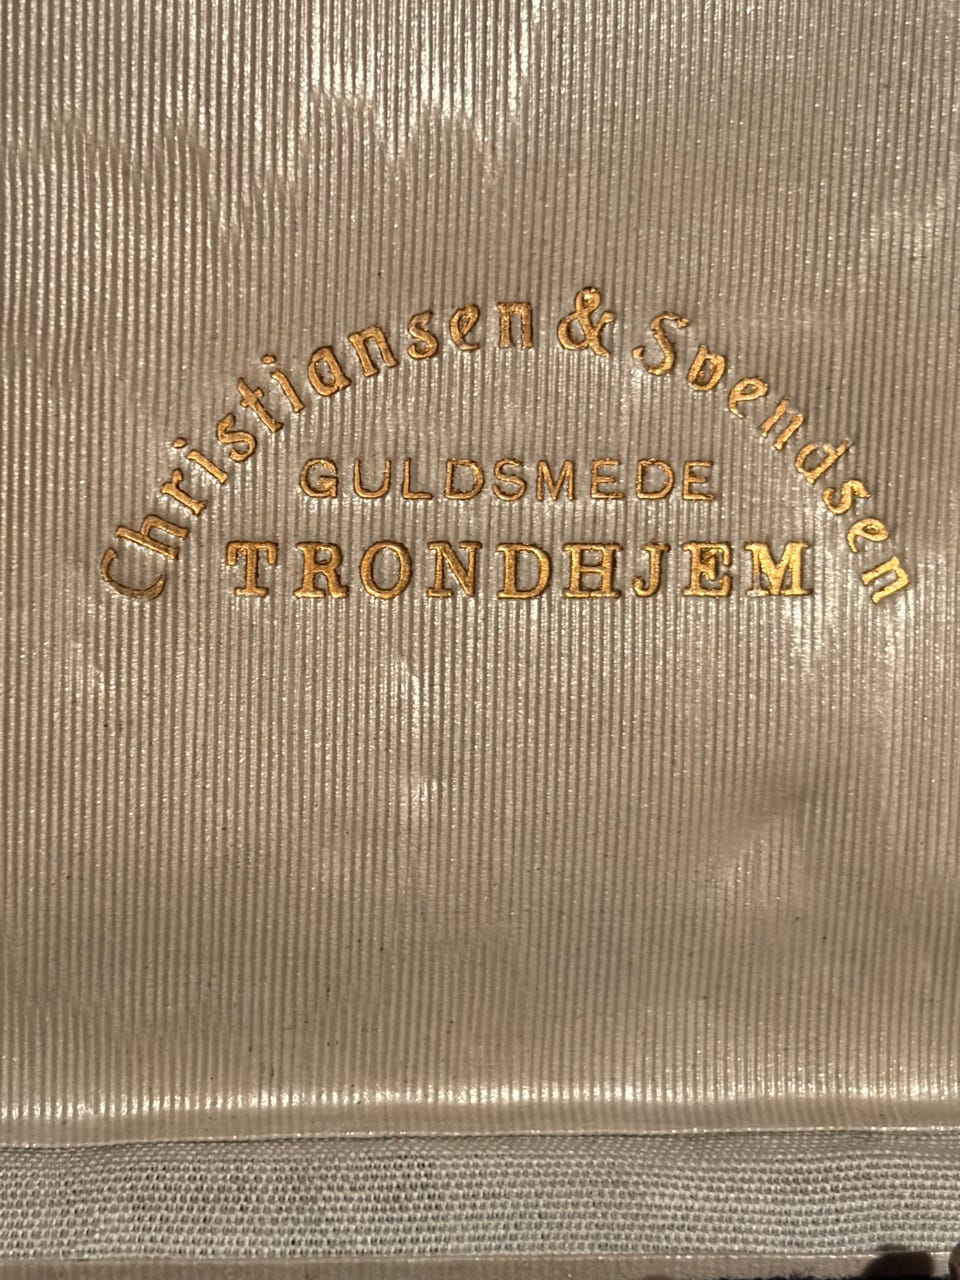 Christiansen & Svendsen
GULDSMEDE
TRONDHJEM